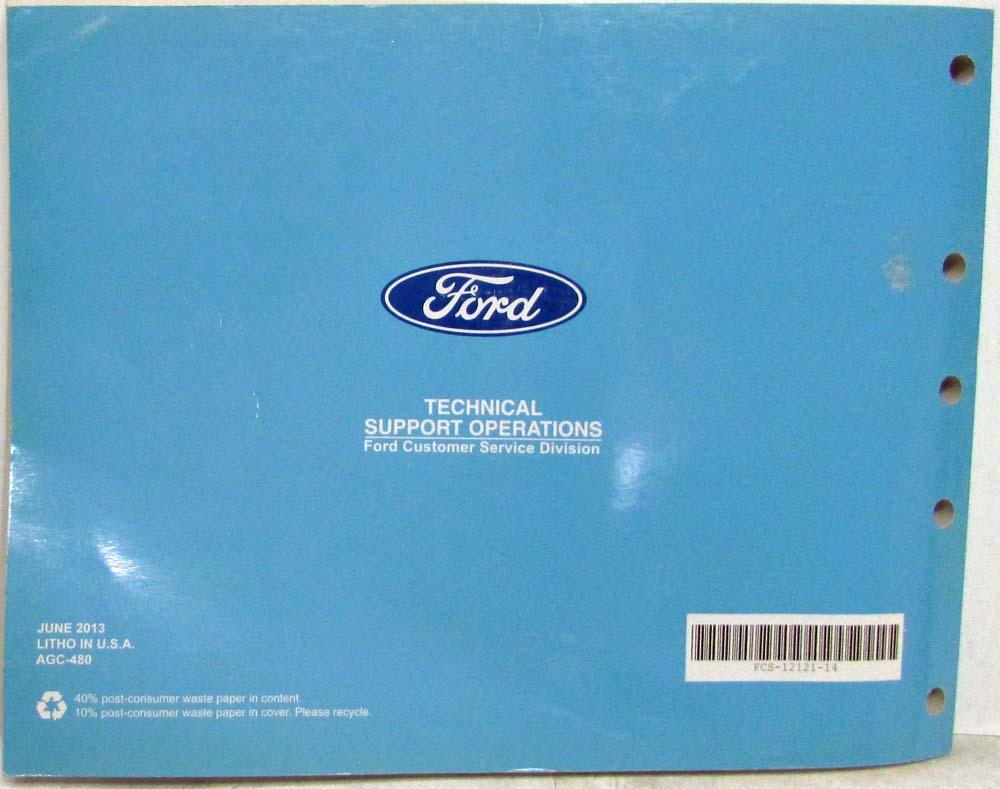 Ford
TECHNICAL
SUPPORT OPERATIONS
Ford Customer Service Division
JUNE 2013
LITHO IN U.S.A.
AGC-480
40% post-consumer waste paper in content.
10% post-consumer waste paper in cover. Please recycle.
FCS-12121-14